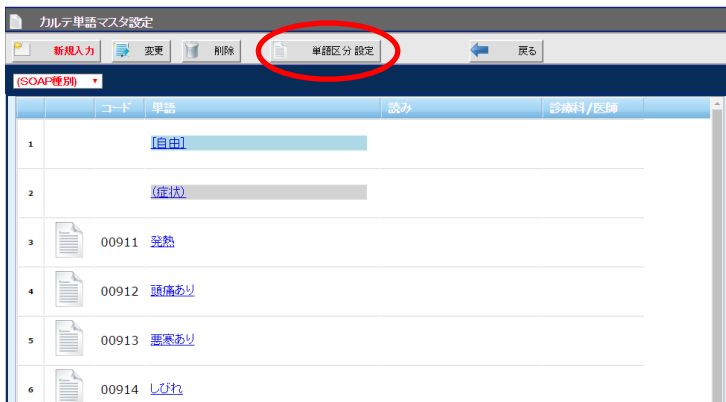 カルテ単語マスタ設定
新規入力 変更 削除 単語区分 設定 戻る
(SOAP種別)
コード 単語 読み 診療科/医師
1 [自由]
2 (症状)
3 00911 発熱
4 00912 頭痛あり
5 00913 悪寒あり
6 00914 しびれ